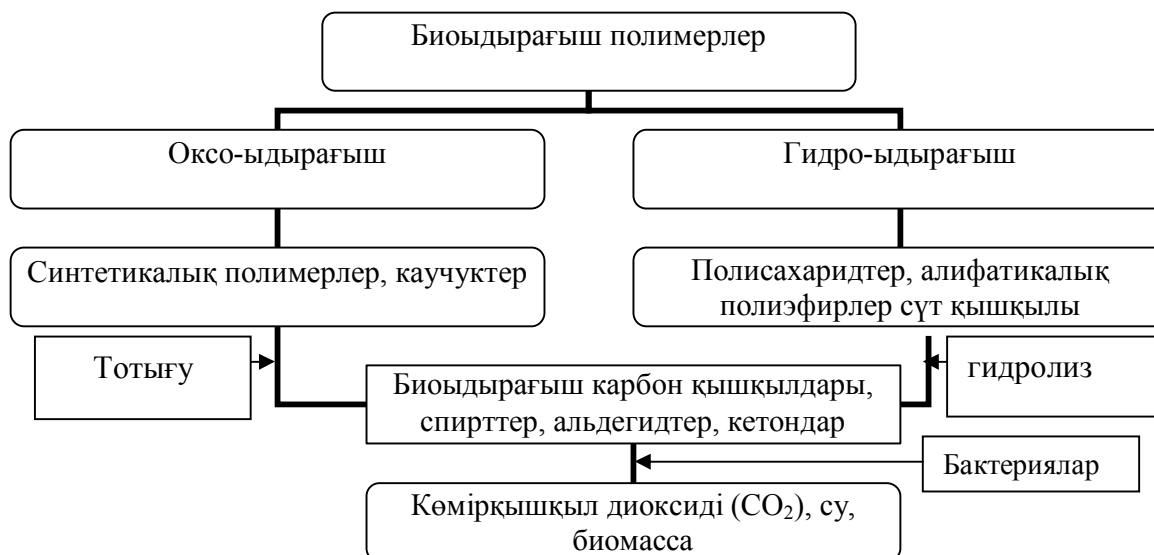 Биоыдырағыш полимерлер
Оксо-ыдырағыш
Гидро-ыдырағыш
Синтетикалық полимерлер, каучуктер
Полисахаридтер, алифатикалық
полиэфирлер сүт қышқылы
Тотығу
гидролиз
Биоыдырағыш карбон қышқылдары,
спирттер, альдегидтер, кетондар
Бактериялар
Көмірқышқыл диоксиді (CO₂), су,
биомасса